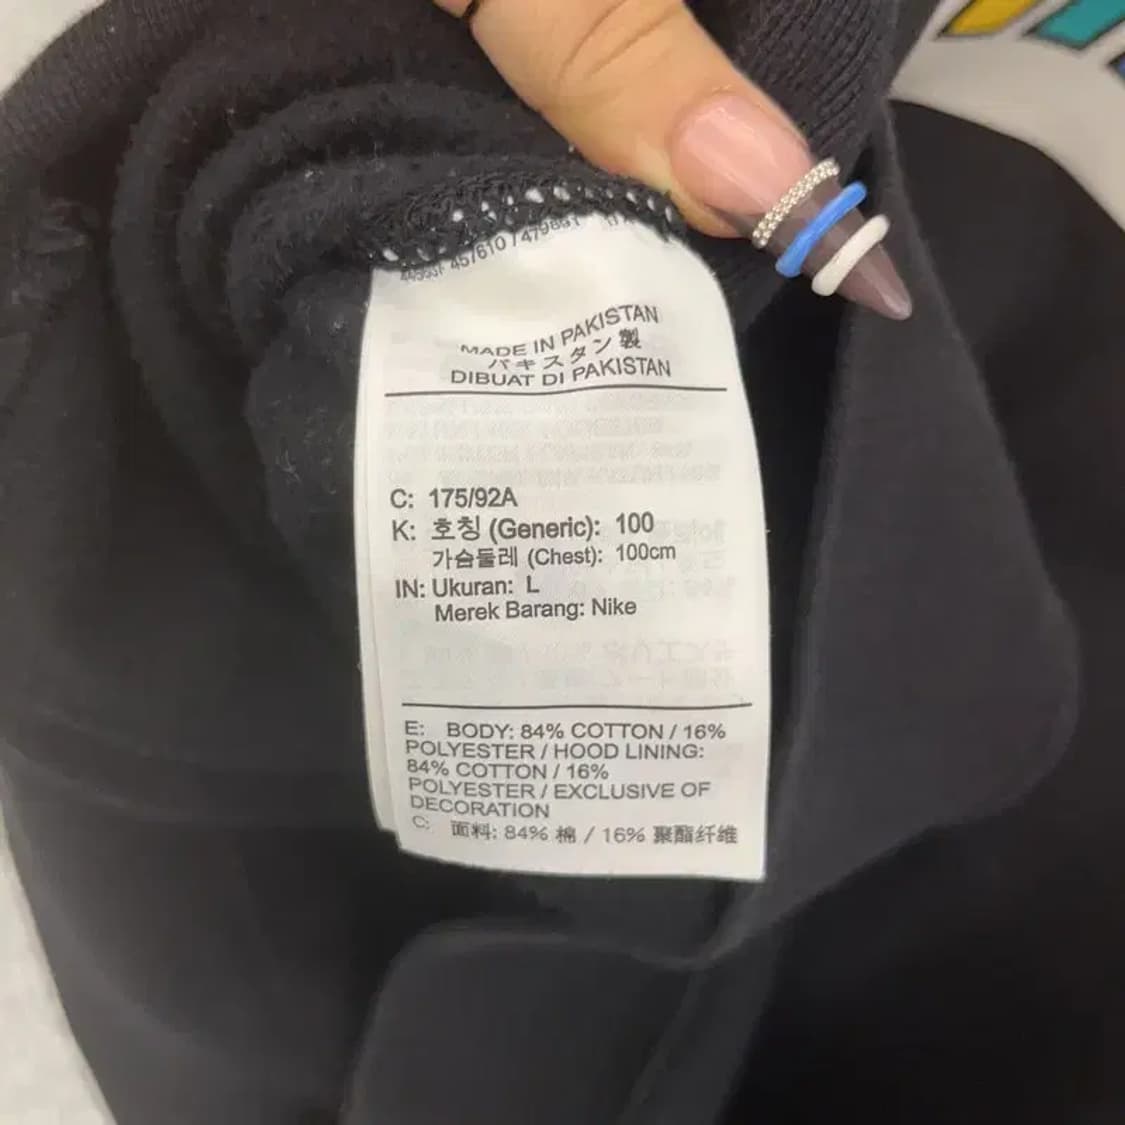 457610 / 479891
MADE IN PAKISTAN
パキスタン製
DIBUAT DI PAKISTAN
C: 175/92A
K: 호칭 (Generic): 100
가슴둘레 (Chest): 100cm
IN: Ukuran: L
Merek Barang: Nike
E: BODY: 84% COTTON / 16%
POLYESTER / HOOD LINING:
84% COTTON / 16%
POLYESTER / EXCLUSIVE OF
DECORATION
C: 面料: 84% 棉 / 16% 聚酯纤维